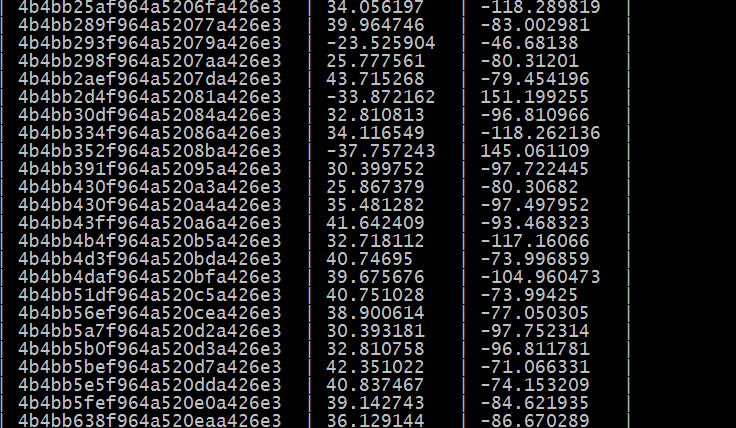 | 4b4bb25af964a5206fa426e3 | 34.056197 | -118.289819 |
| 4b4bb289f964a52077a426e3 | 39.964746 | -83.002981 |
| 4b4bb293f964a52079a426e3 | -23.525904 | -46.68138 |
| 4b4bb298f964a5207aa426e3 | 25.777561 | -80.31201 |
| 4b4bb2aef964a5207da426e3 | 43.715268 | -79.454196 |
| 4b4bb2d4f964a52081a426e3 | -33.872162 | 151.199255 |
| 4b4bb30df964a52084a426e3 | 32.810813 | -96.810966 |
| 4b4bb334f964a52086a426e3 | 34.116549 | -118.262136 |
| 4b4bb352f964a5208ba426e3 | -37.757243 | 145.061109 |
| 4b4bb391f964a52095a426e3 | 30.399752 | -97.722445 |
| 4b4bb430f964a520a3a426e3 | 25.867379 | -80.30682 |
| 4b4bb430f964a520a4a426e3 | 35.481282 | -97.497952 |
| 4b4bb43ff964a520a6a426e3 | 41.642409 | -93.468323 |
| 4b4bb4b4f964a520b5a426e3 | 32.718112 | -117.16066 |
| 4b4bb4d3f964a520bda426e3 | 40.74695 | -73.996859 |
| 4b4bb4daf964a520bfa426e3 | 39.675676 | -104.960473 |
| 4b4bb51df964a520c5a426e3 | 40.751028 | -73.99425 |
| 4b4bb56ef964a520cea426e3 | 38.900614 | -77.050305 |
| 4b4bb5a7f964a520d2a426e3 | 30.393181 | -97.752314 |
| 4b4bb5b0f964a520d3a426e3 | 32.810758 | -96.811781 |
| 4b4bb5bef964a520d7a426e3 | 42.351022 | -71.066331 |
| 4b4bb5e5f964a520dda426e3 | 40.837467 | -74.153209 |
| 4b4bb5fef964a520e0a426e3 | 39.142743 | -84.621935 |
| 4b4bb638f964a520eaa426e3 | 36.129144 | -86.670289 |